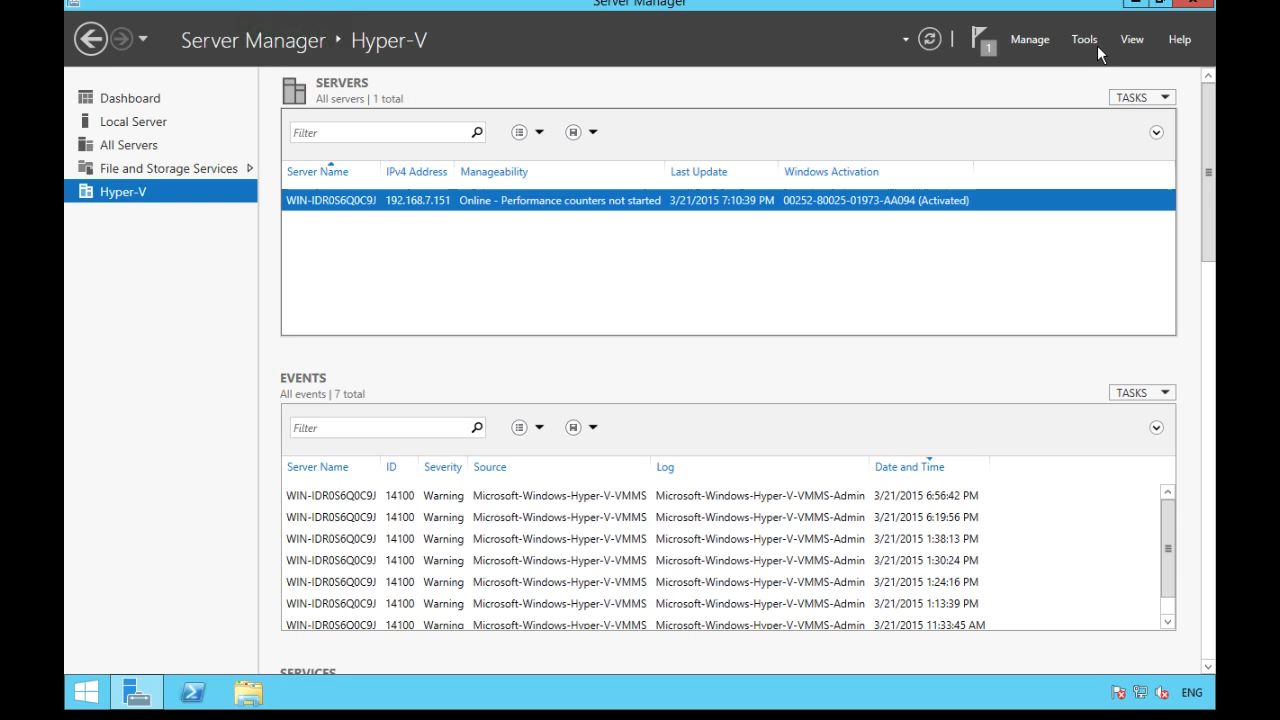 Server Manager
Server Manager ‣ Hyper-V
1
Manage
Tools
View
Help
Dashboard
Local Server
All Servers
File and Storage Services
Hyper-V
SERVERS
All servers | 1 total
TASKS
Filter
Server Name IPv4 Address Manageability Last Update Windows Activation
WIN-IDR0S6Q0C9J 192.168.7.151 Online - Performance counters not started 3/21/2015 7:10:39 PM 00252-80025-01973-AA094 (Activated)
EVENTS
All events | 7 total
TASKS
Filter
Server Name ID Severity Source Log Date and Time
WIN-IDR0S6Q0C9J 14100 Warning Microsoft-Windows-Hyper-V-VMMS Microsoft-Windows-Hyper-V-VMMS-Admin 3/21/2015 6:56:42 PM
WIN-IDR0S6Q0C9J 14100 Warning Microsoft-Windows-Hyper-V-VMMS Microsoft-Windows-Hyper-V-VMMS-Admin 3/21/2015 6:19:56 PM
WIN-IDR0S6Q0C9J 14100 Warning Microsoft-Windows-Hyper-V-VMMS Microsoft-Windows-Hyper-V-VMMS-Admin 3/21/2015 1:38:13 PM
WIN-IDR0S6Q0C9J 14100 Warning Microsoft-Windows-Hyper-V-VMMS Microsoft-Windows-Hyper-V-VMMS-Admin 3/21/2015 1:30:24 PM
WIN-IDR0S6Q0C9J 14100 Warning Microsoft-Windows-Hyper-V-VMMS Microsoft-Windows-Hyper-V-VMMS-Admin 3/21/2015 1:24:16 PM
WIN-IDR0S6Q0C9J 14100 Warning Microsoft-Windows-Hyper-V-VMMS Microsoft-Windows-Hyper-V-VMMS-Admin 3/21/2015 1:13:39 PM
WIN-IDR0S6Q0C9J 14100 Warning Microsoft-Windows-Hyper-V-VMMS Microsoft-Windows-Hyper-V-VMMS-Admin 3/21/2015 11:33:45 AM
SERVICES
ENG